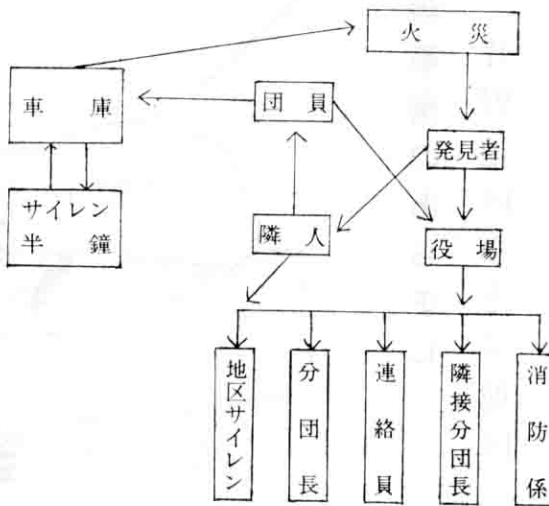 火災
車庫
団員
発見者
サイレン
半鐘
隣人
役場
地区サイレン
分団長
連絡員
隣接分団長
消防係